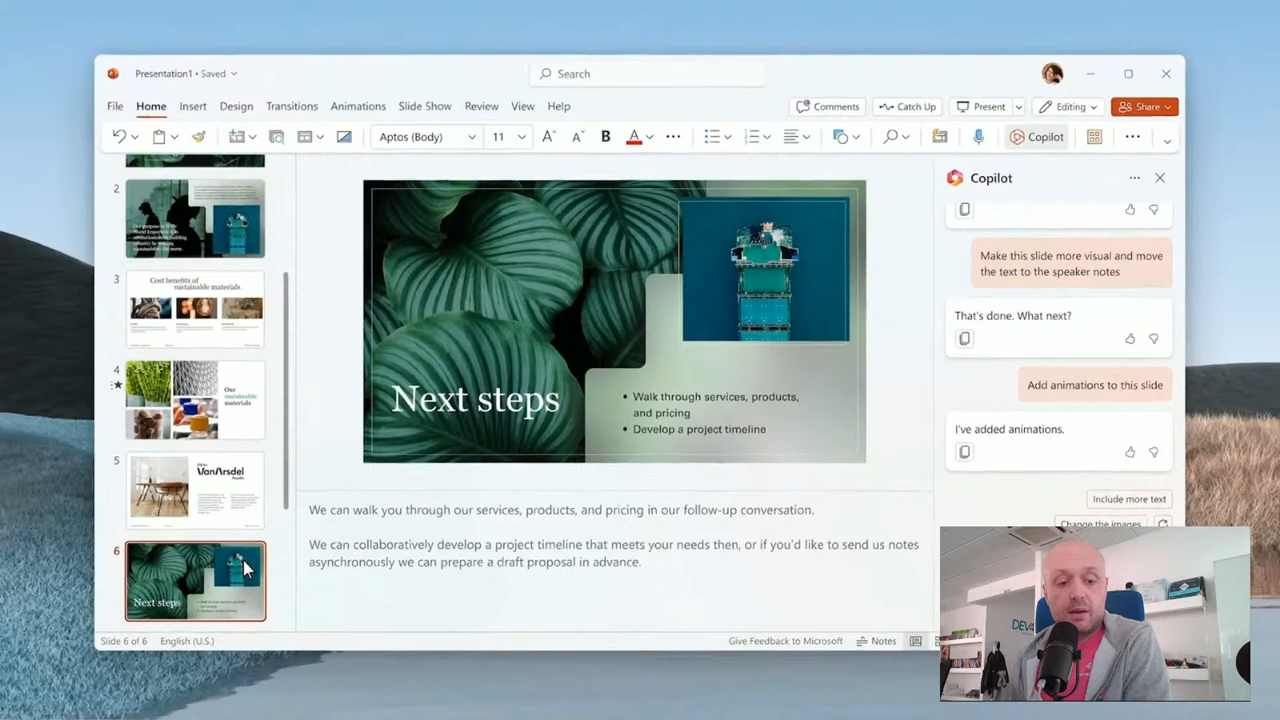 Presentation1 • Saved
Search
File Home Insert Design Transitions Animations Slide Show Review View Help
Comments Catch Up Present Editing Share
Aptos (Body) 11 B A Copilot
2
3
Cost benefits of
sustainable materials
4
Our
sustainable
materials
5
VanArsdel
6
Next steps
Next steps
• Walk through services, products,
and pricing
• Develop a project timeline
We can walk you through our services, products, and pricing in our follow-up conversation.
We can collaboratively develop a project timeline that meets your needs then, or if you'd like to send us notes
asynchronously we can prepare a draft proposal in advance.
Copilot
Make this slide more visual and move
the text to the speaker notes
That's done. What next?
Add animations to this slide
I've added animations.
Include more text
Change the images
Slide 6 of 6 English (U.S.)
Give Feedback to Microsoft Notes